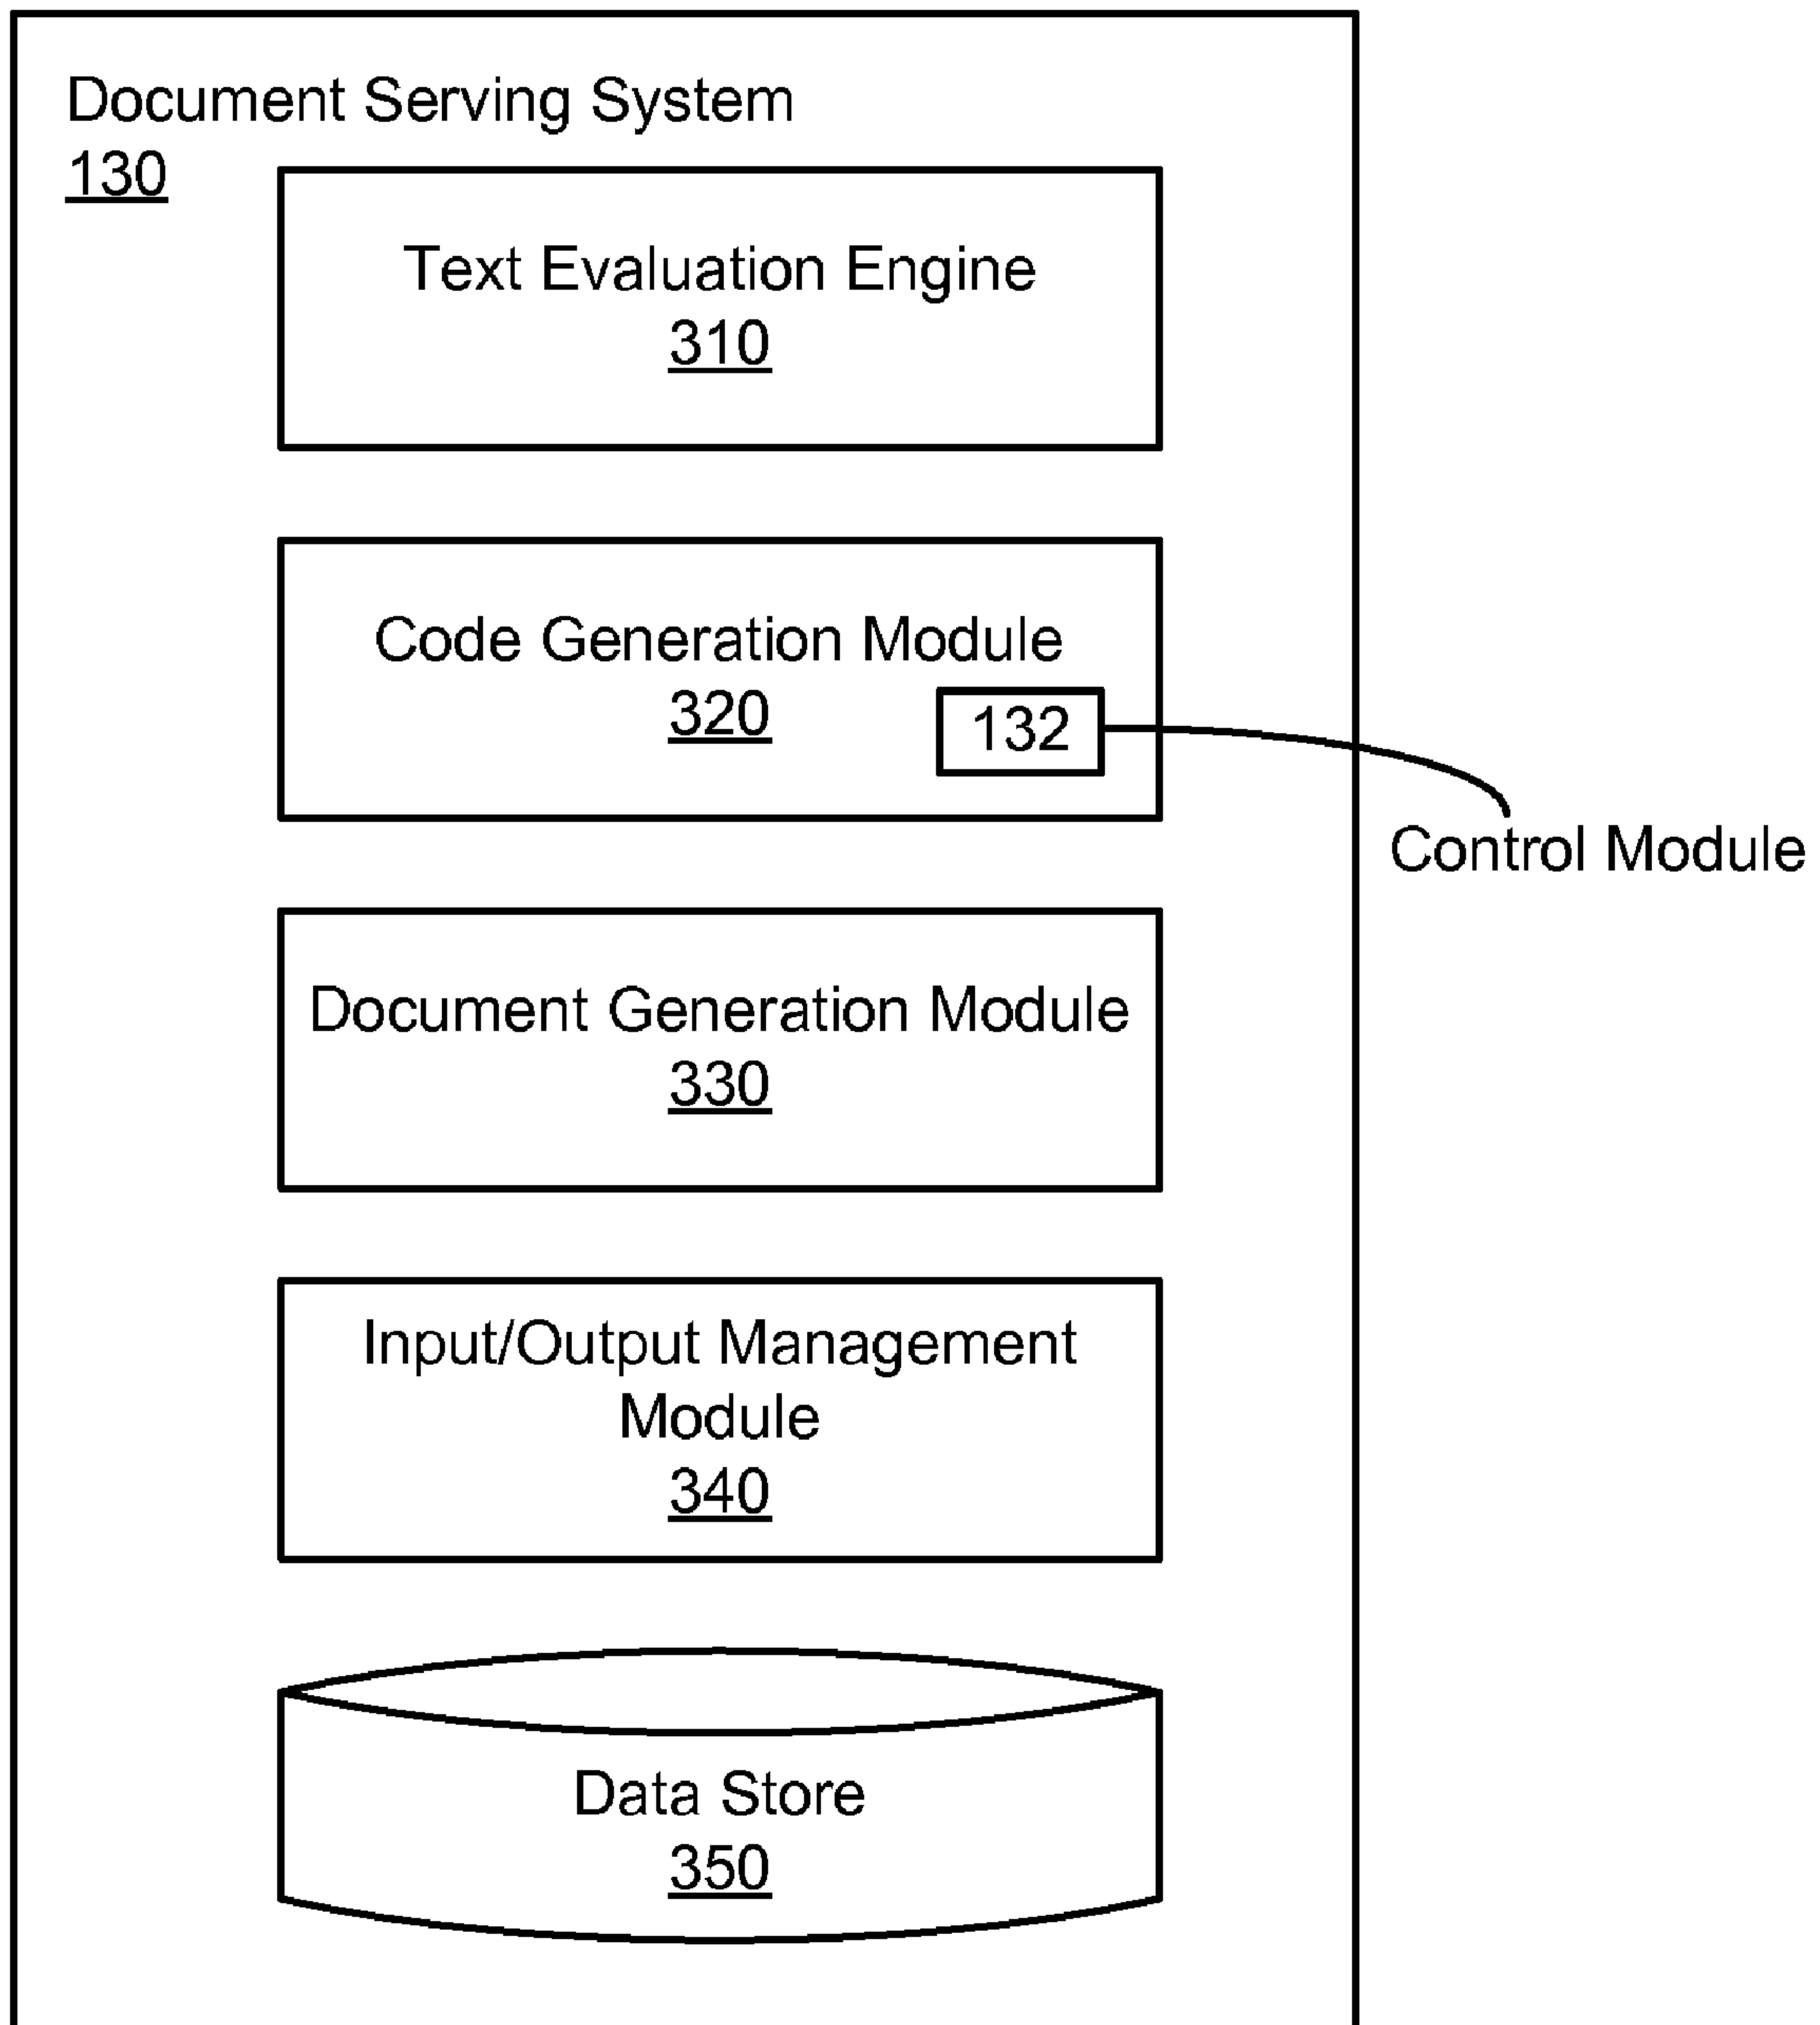 Document Serving System
130
Text Evaluation Engine
310
Code Generation Module
320
132
Control Module
Document Generation Module
330
Input/Output Management
Module
340
Data Store
350